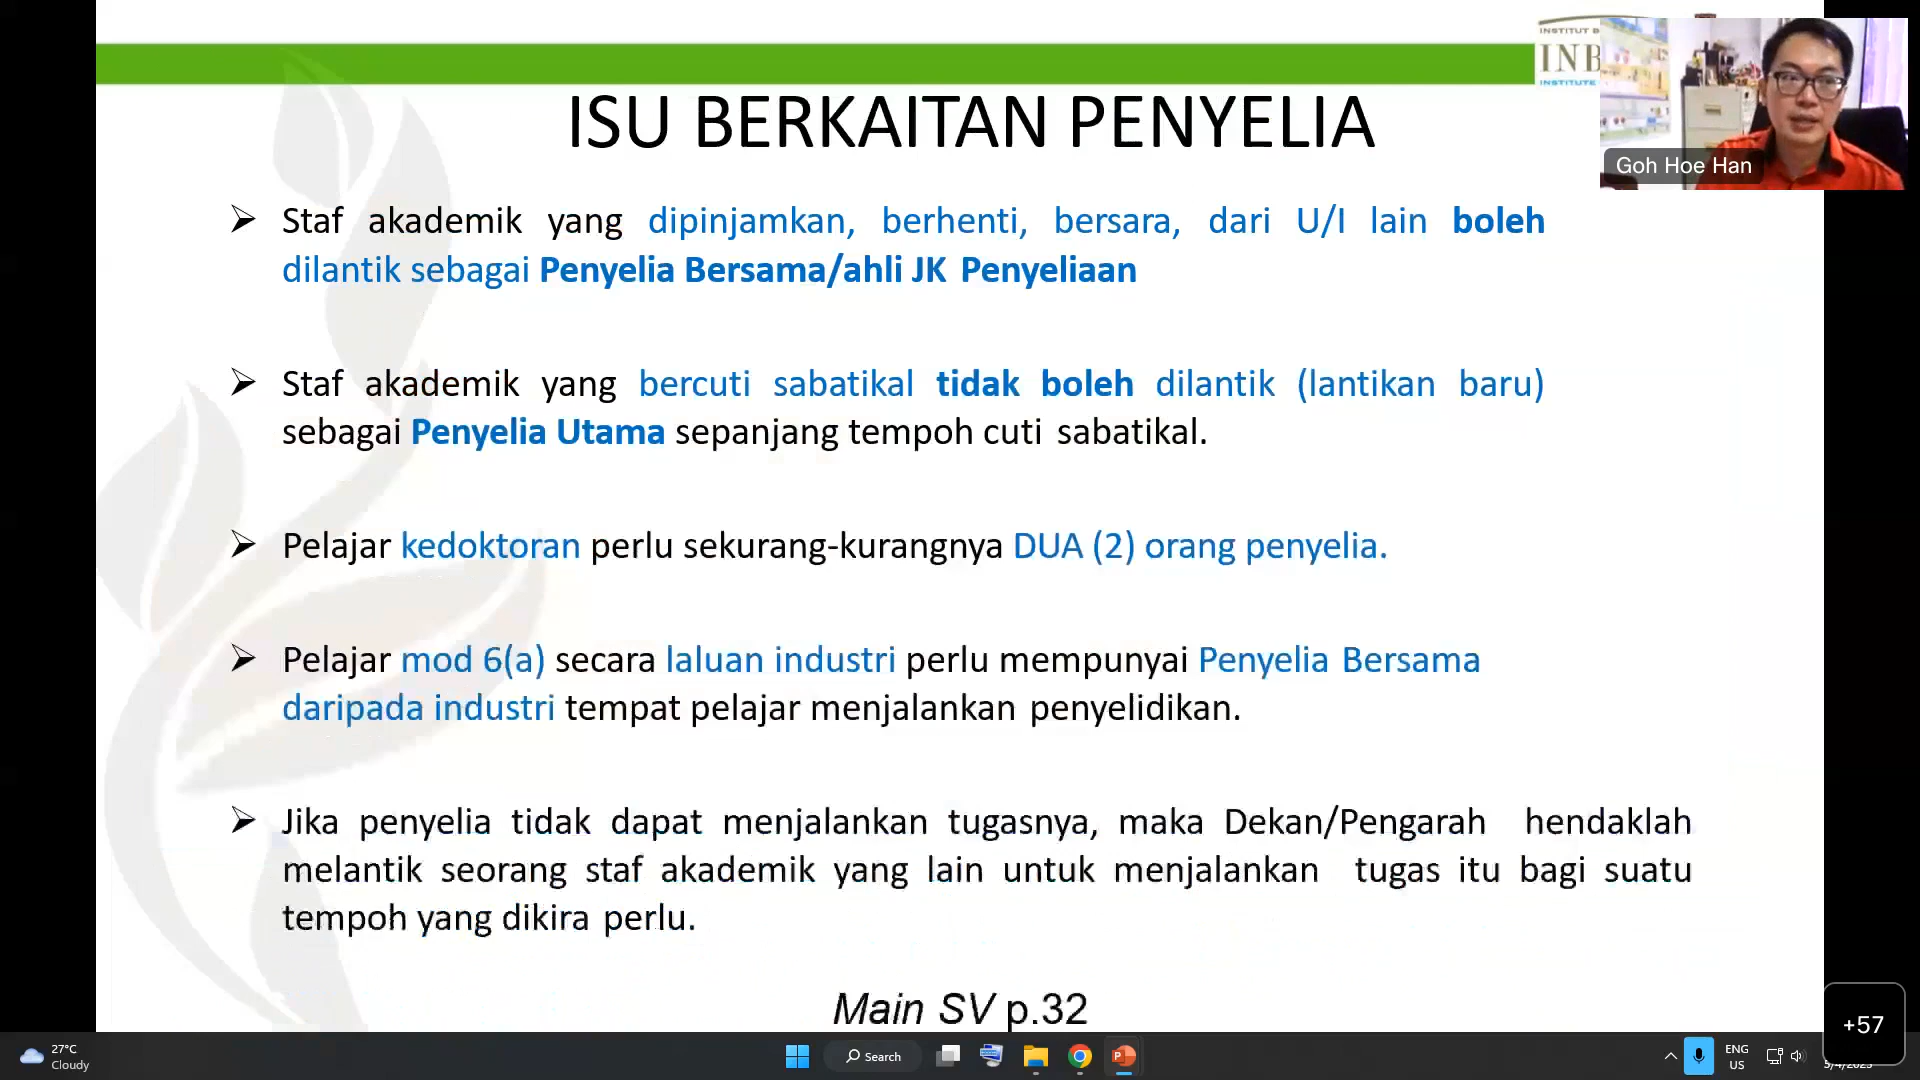 INSTITUT B
INB
INSTITUTE
ISU BERKAITAN PENYELIA
Goh Hoe Han
➢ Staf akademik yang dipinjamkan, berhenti, bersara, dari U/I lain boleh
dilantik sebagai Penyelia Bersama/ahli JK Penyeliaan
➢ Staf akademik yang bercuti sabatikal tidak boleh dilantik (lantikan baru)
sebagai Penyelia Utama sepanjang tempoh cuti sabatikal.
➢ Pelajar kedoktoran perlu sekurang-kurangnya DUA (2) orang penyelia.
➢ Pelajar mod 6(a) secara laluan industri perlu mempunyai Penyelia Bersama
daripada industri tempat pelajar menjalankan penyelidikan.
➢ Jika penyelia tidak dapat menjalankan tugasnya, maka Dekan/Pengarah hendaklah
melantik seorang staf akademik yang lain untuk menjalankan tugas itu bagi suatu
tempoh yang dikira perlu.
Main SV p.32
+57
27°C
Cloudy
Search
ENG
US